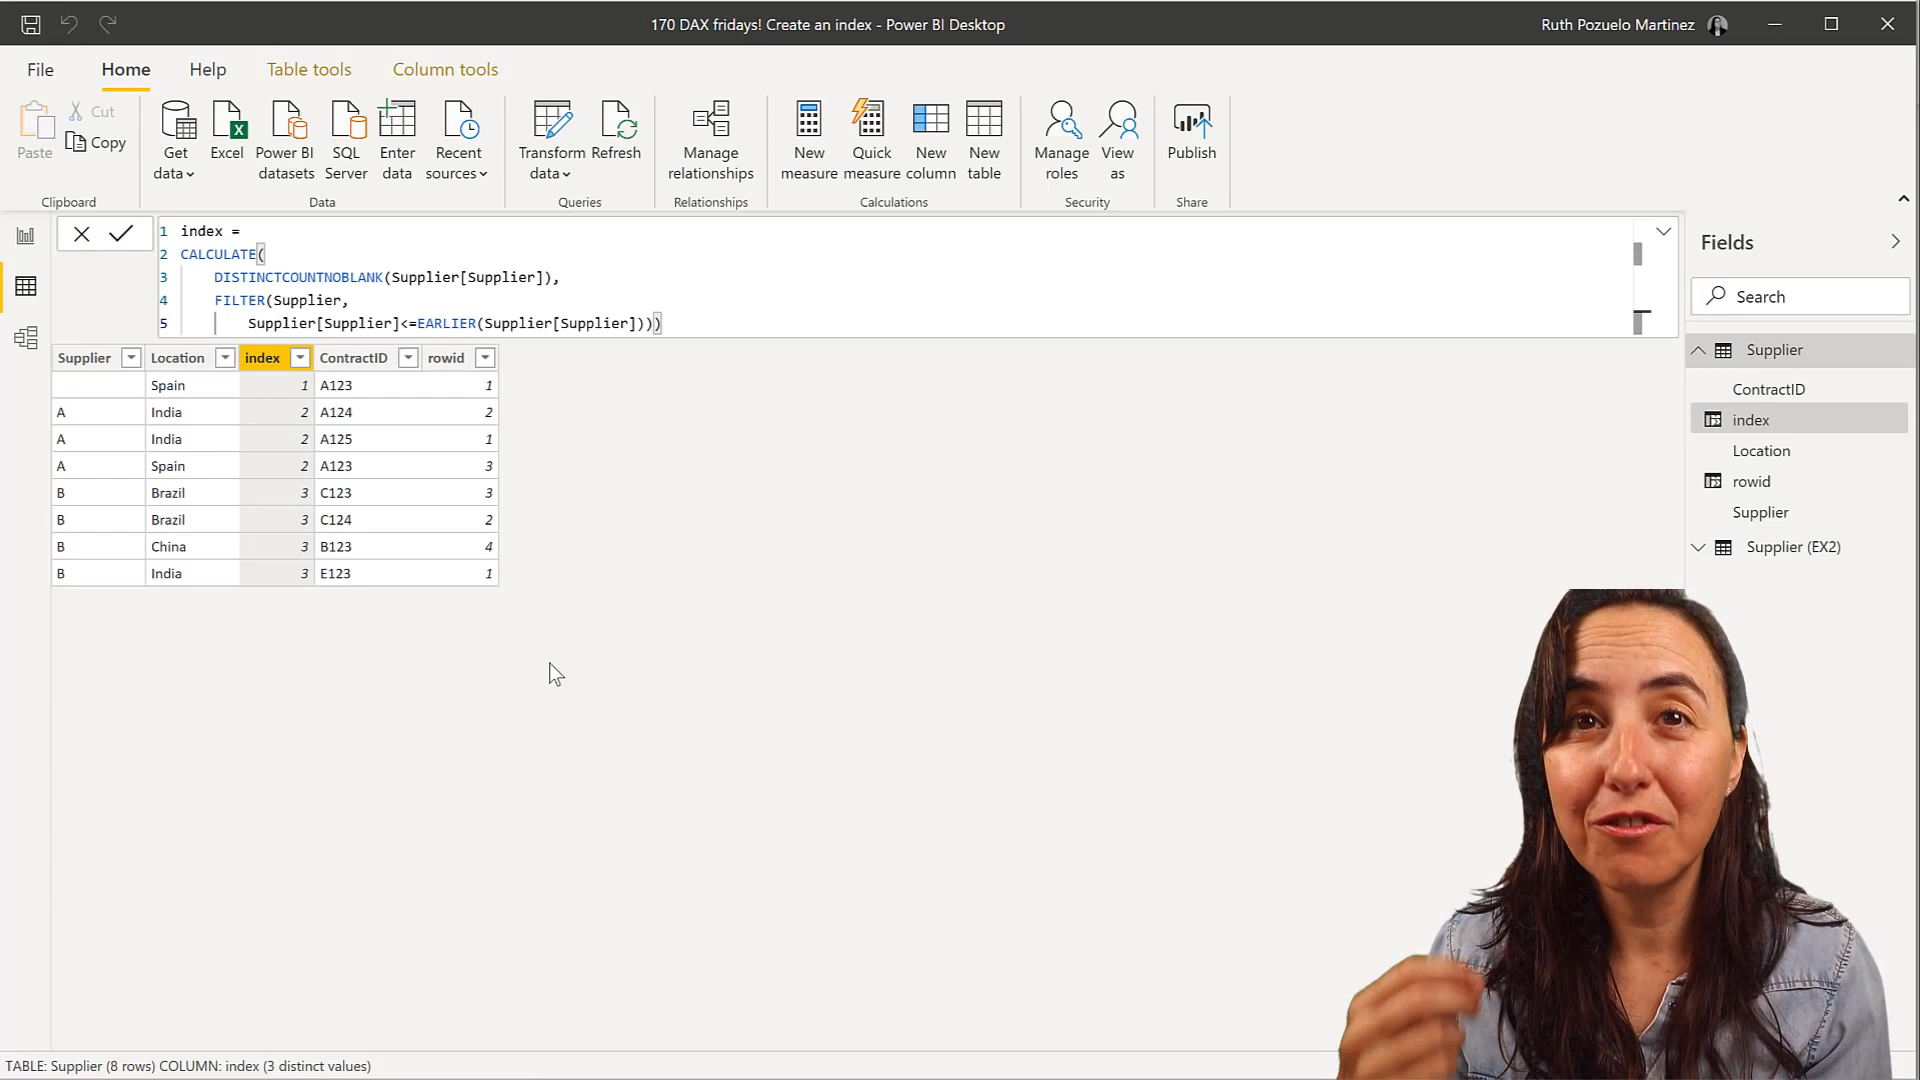 170 DAX fridays! Create an index - Power BI Desktop
Ruth Pozuelo Martinez
File Home Help Table tools Column tools
Paste
Cut
Copy
Clipboard
Get data
Excel
Power BI datasets
SQL Server
Enter data
Recent sources
Data
Transform data
Refresh
Queries
Manage relationships
Relationships
New measure
Quick measure
New column
New table
Calculations
Manage roles
View as
Security
Publish
Share
1 index =
2 CALCULATE(
3 DISTINCTCOUNTNOBLANK(Supplier[Supplier]),
4 FILTER(Supplier,
5 Supplier[Supplier]<=EARLIER(Supplier[Supplier])))
Supplier Location index ContractID rowid
Spain 1 A123 1
A India 2 A124 2
A India 2 A125 1
A Spain 2 A123 3
B Brazil 3 C123 3
B Brazil 3 C124 2
B China 3 B123 4
B India 3 E123 1
Fields
Search
Supplier
ContractID
index
Location
rowid
Supplier
Supplier (EX2)
TABLE: Supplier (8 rows) COLUMN: index (3 distinct values)